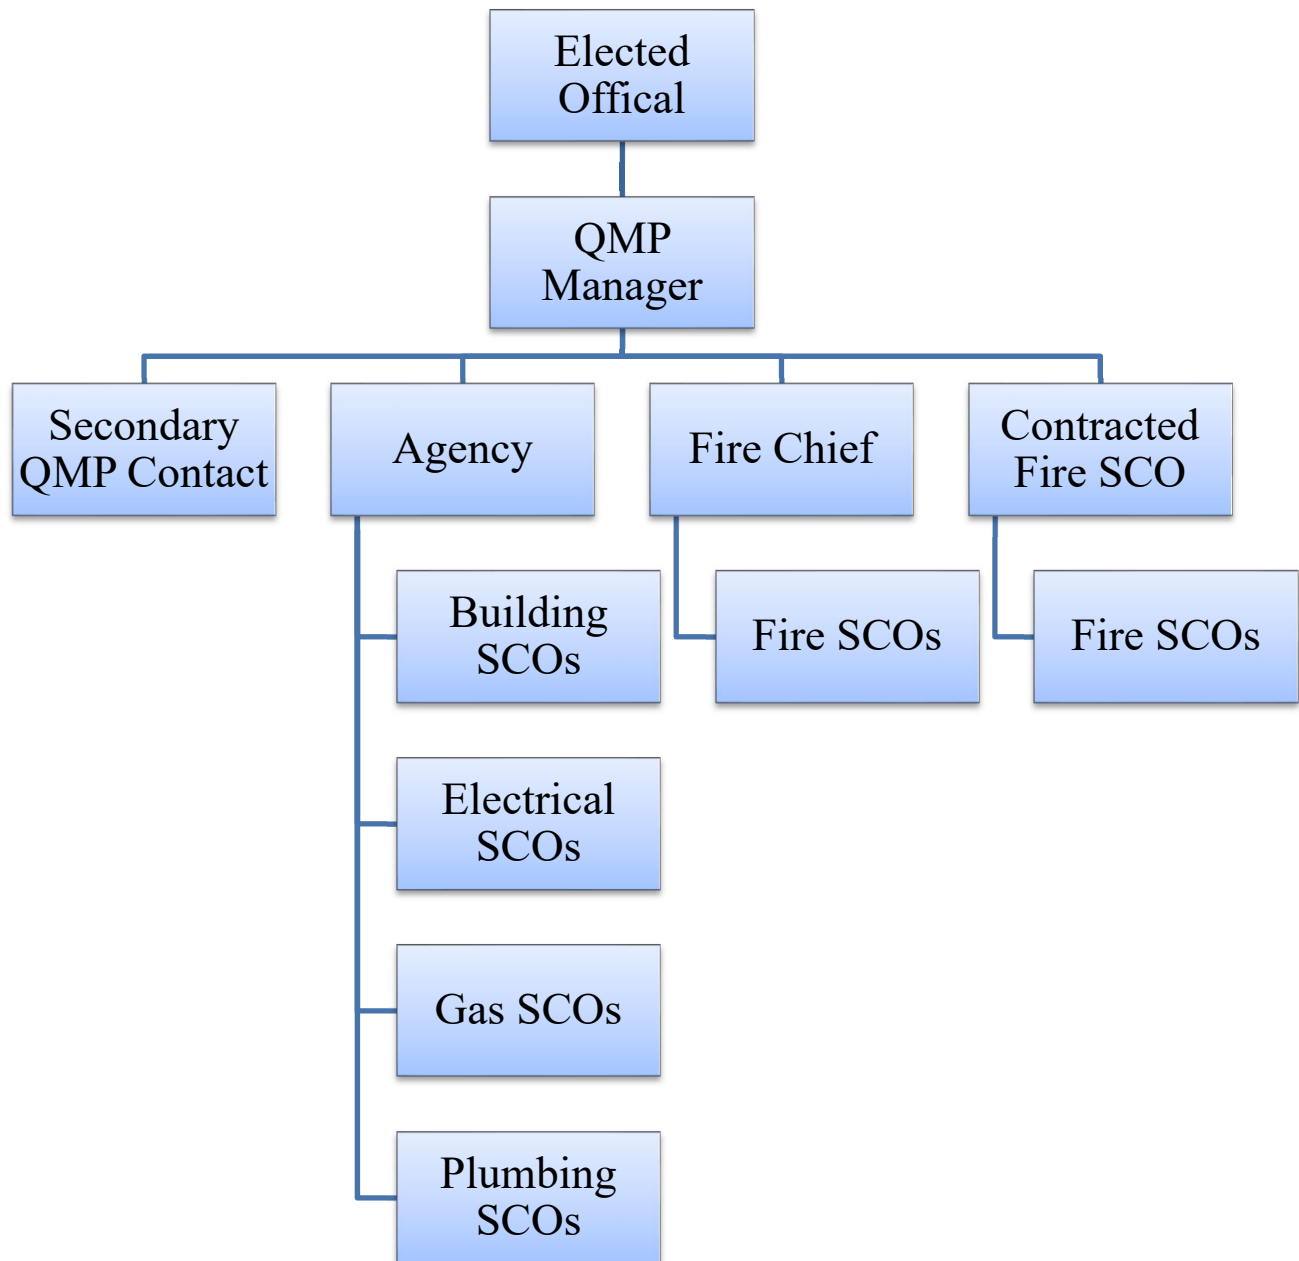 Elected
Offical
QMP
Manager
Secondary
QMP Contact
Agency
Fire Chief
Contracted
Fire SCO
Building
SCOs
Fire SCOs
Fire SCOs
Electrical
SCOs
Gas SCOs
Plumbing
SCOs